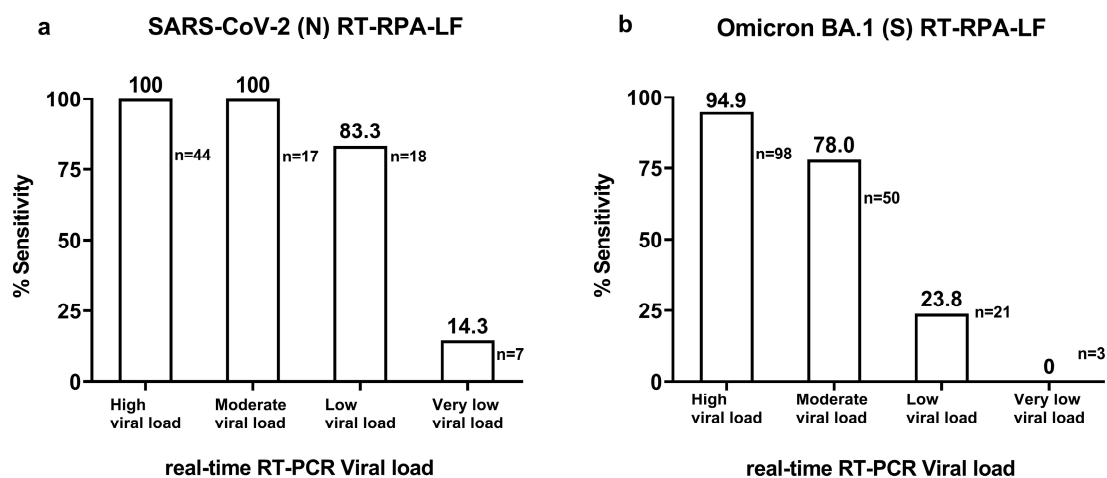 a
SARS-CoV-2 (N) RT-RPA-LF
% Sensitivity
100
75
50
25
0
100
n=44
100
n=17
83.3
n=18
14.3
n=7
High
viral load
Moderate
viral load
Low
viral load
Very low
viral load
real-time RT-PCR Viral load
b
Omicron BA.1 (S) RT-RPA-LF
% Sensitivity
100
75
50
25
0
94.9
n=98
78.0
n=50
23.8
n=21
0
n=3
High
viral load
Moderate
viral load
Low
viral load
Very low
viral load
real-time RT-PCR Viral load